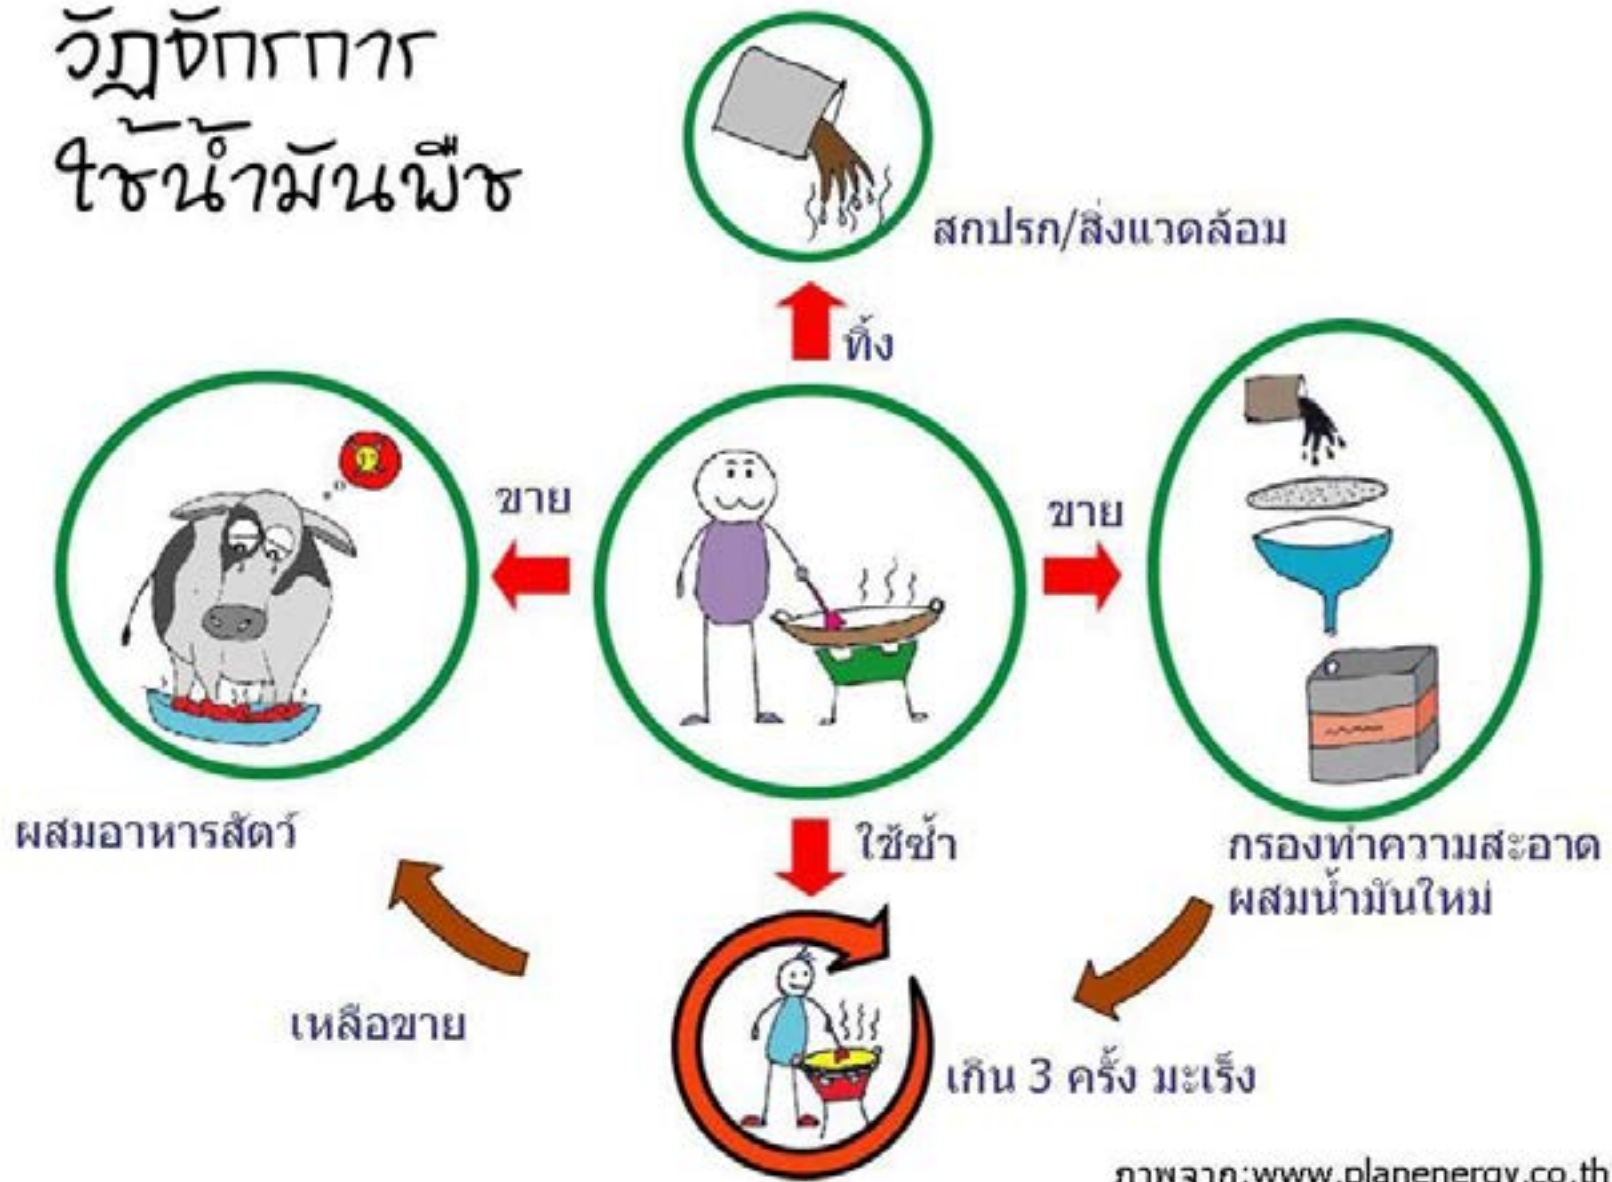 วัฏจักรการ
ใช้น้ำมันพืช
สกปรก/สิ่งแวดล้อม
ทิ้ง
ขาย
ขาย
ผสมอาหารสัตว์
ใช้ซ้ำ
กรองทำความสะอาด
ผสมน้ำมันใหม่
เหลือขาย
เกิน 3 ครั้ง มะเร็ง
ภาพจาก:www.planenergy.co.th